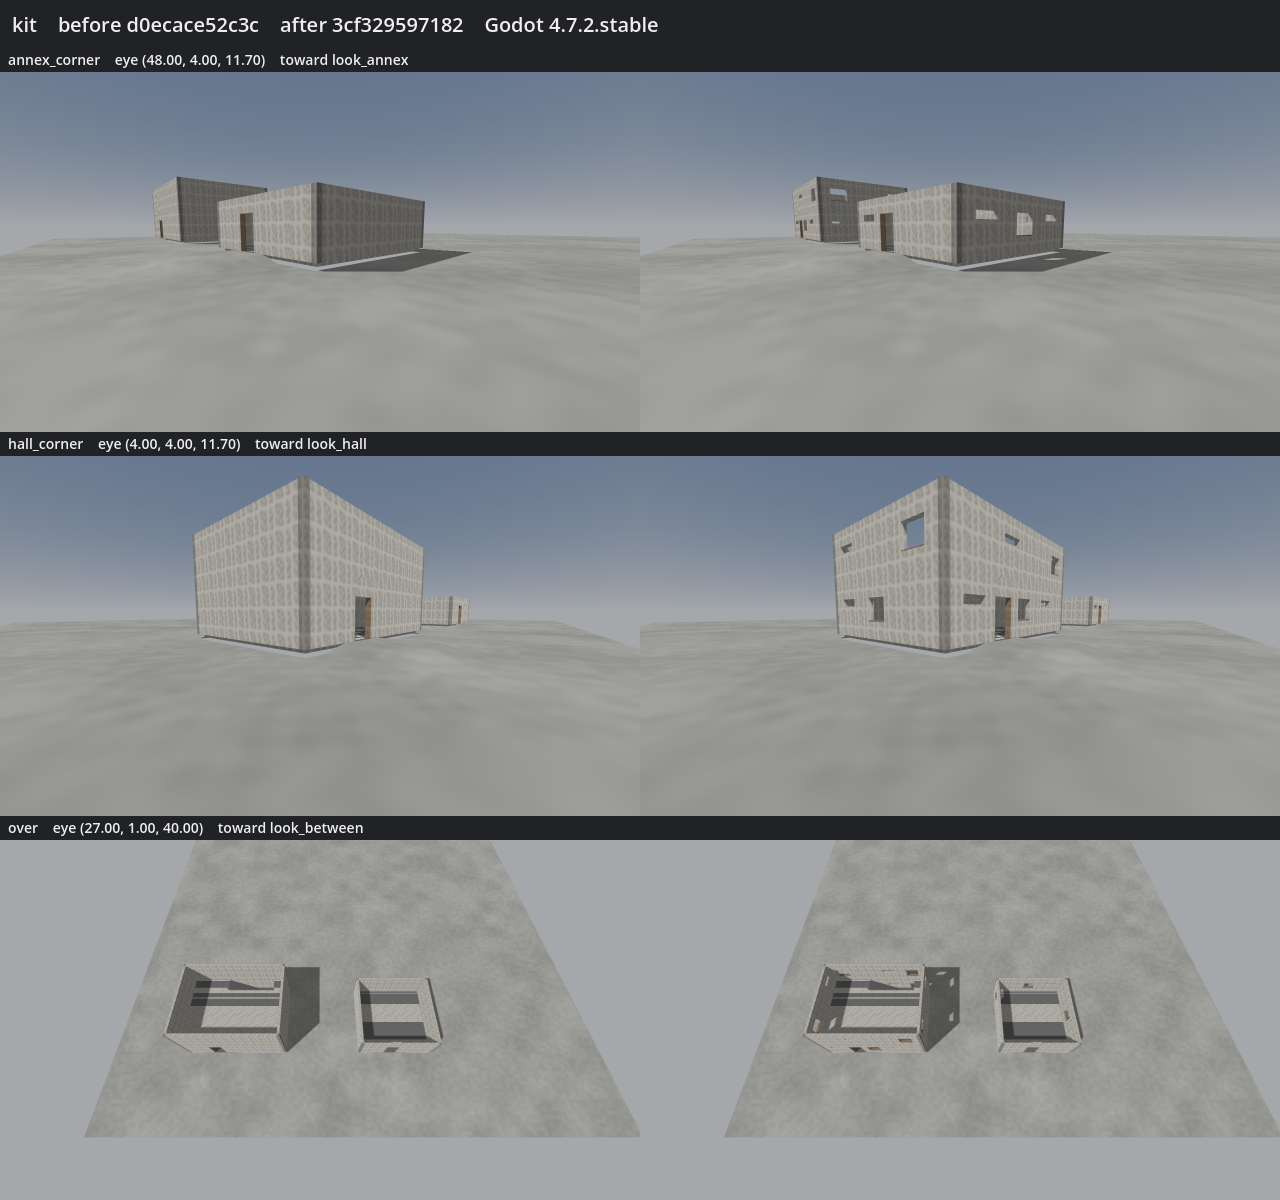 kit before d0ecace52c3c after 3cf329597182 Godot 4.7.2.stable
annex_corner eye (48.00, 4.00, 11.70) toward look_annex
hall_corner eye (4.00, 4.00, 11.70) toward look_hall
over eye (27.00, 1.00, 40.00) toward look_between